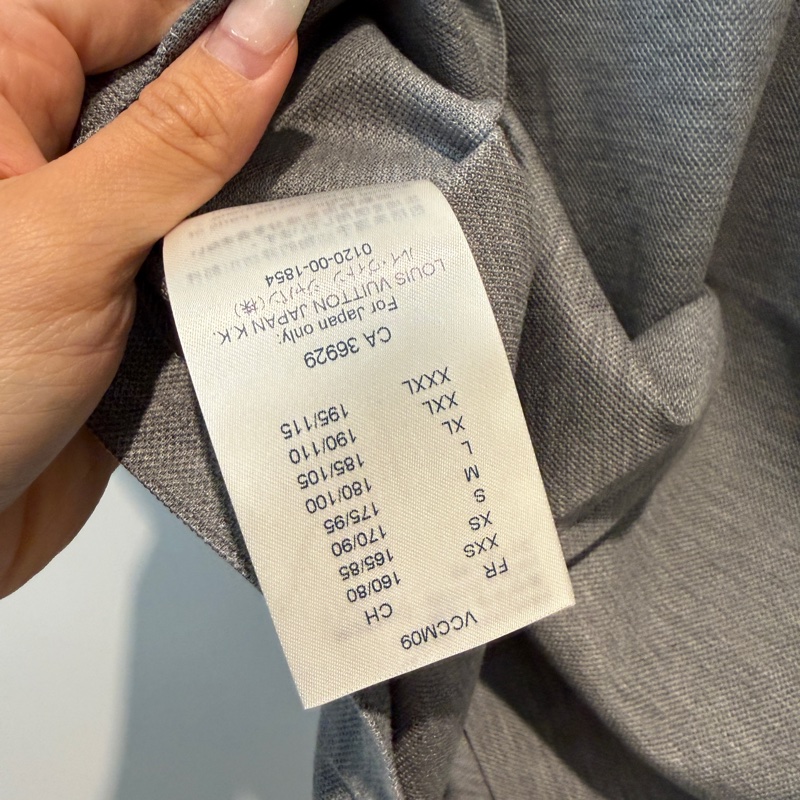 VCCM09
FR CH
XXS 160/80
XS 165/85
S 170/90
M 175/95
L 180/100
XL 185/105
XXL 190/110
XXXL 195/115
CA 36929
For Japan only:
LOUIS VUITTON JAPAN K.K.
ルイ・ヴィトン ジャパン(株)
0120-00-1854